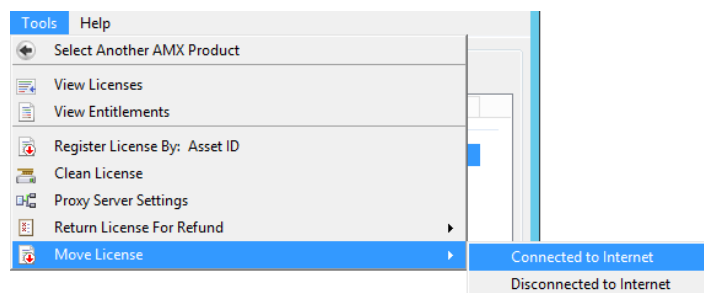 Tools Help
Select Another AMX Product
View Licenses
View Entitlements
Register License By: Asset ID
Clean License
Proxy Server Settings
Return License For Refund
Move License
Connected to Internet
Disconnected to Internet